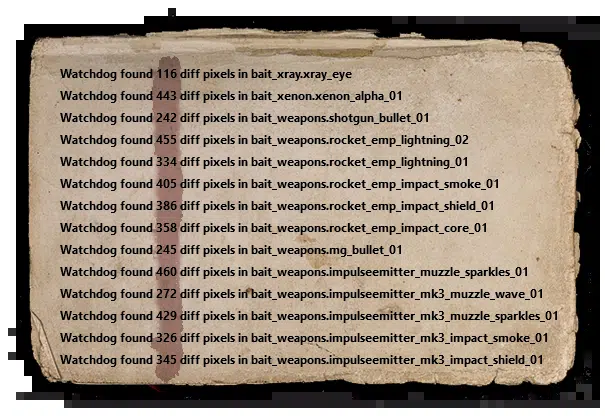 Watchdog found 116 diff pixels in bait_xray.xray_eye
Watchdog found 443 diff pixels in bait_xenon.xenon_alpha_01
Watchdog found 242 diff pixels in bait_weapons.shotgun_bullet_01
Watchdog found 455 diff pixels in bait_weapons.rocket_emp_lightning_02
Watchdog found 334 diff pixels in bait_weapons.rocket_emp_lightning_01
Watchdog found 405 diff pixels in bait_weapons.rocket_emp_impact_smoke_01
Watchdog found 386 diff pixels in bait_weapons.rocket_emp_impact_shield_01
Watchdog found 358 diff pixels in bait_weapons.rocket_emp_impact_core_01
Watchdog found 245 diff pixels in bait_weapons.mg_bullet_01
Watchdog found 460 diff pixels in bait_weapons.impulseemitter_muzzle_sparkles_01
Watchdog found 272 diff pixels in bait_weapons.impulseemitter_mk3_muzzle_wave_01
Watchdog found 429 diff pixels in bait_weapons.impulseemitter_mk3_muzzle_sparkles_01
Watchdog found 326 diff pixels in bait_weapons.impulseemitter_mk3_impact_smoke_01
Watchdog found 345 diff pixels in bait_weapons.impulseemitter_mk3_impact_shield_01